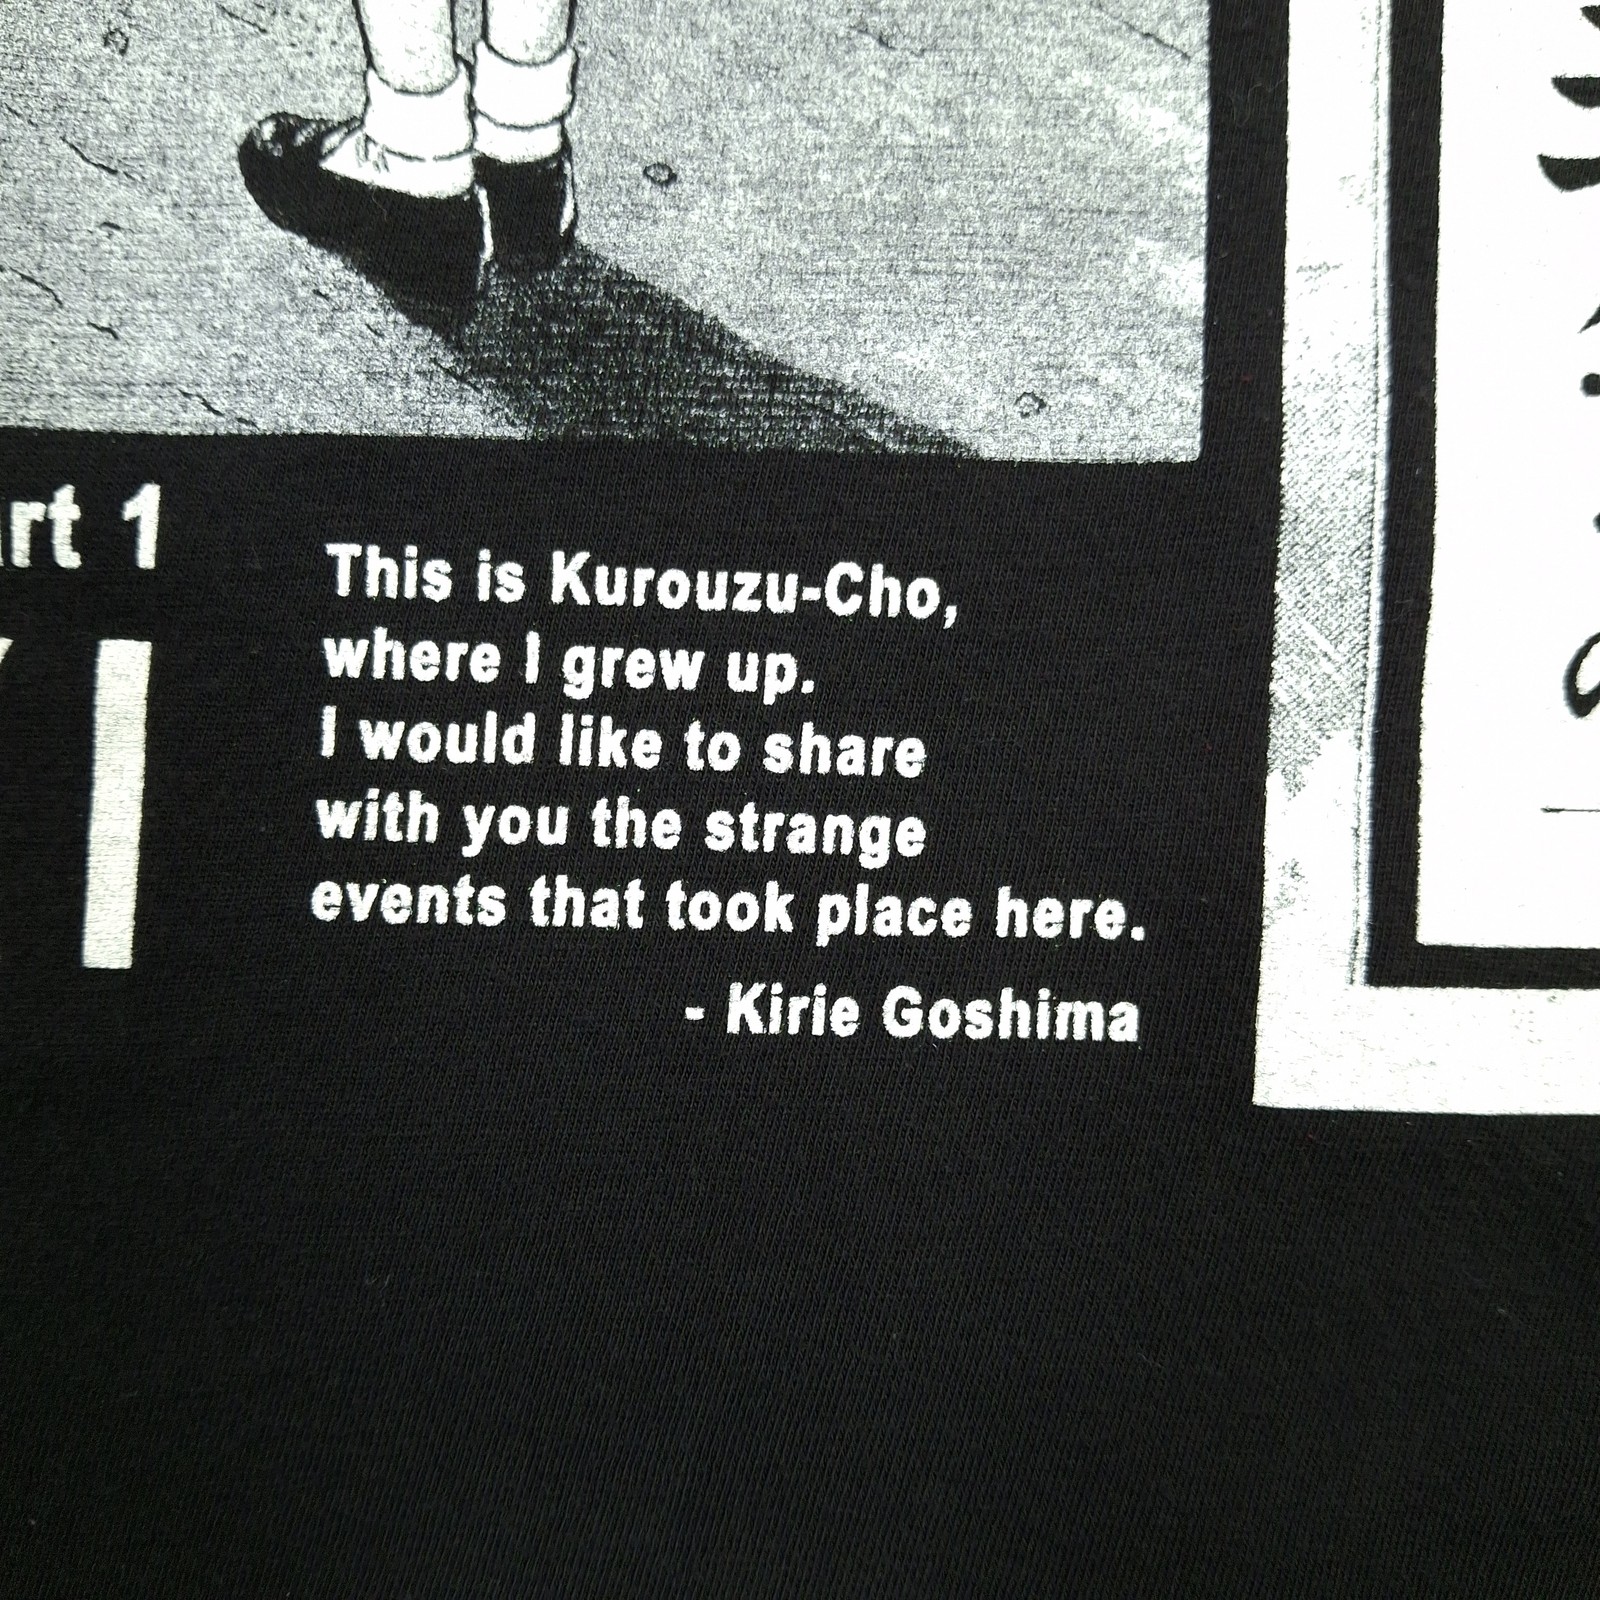 1
This is Kurouzu-Cho,
where I grew up.
I would like to share
with you the strange
events that took place here.
- Kirie Goshima